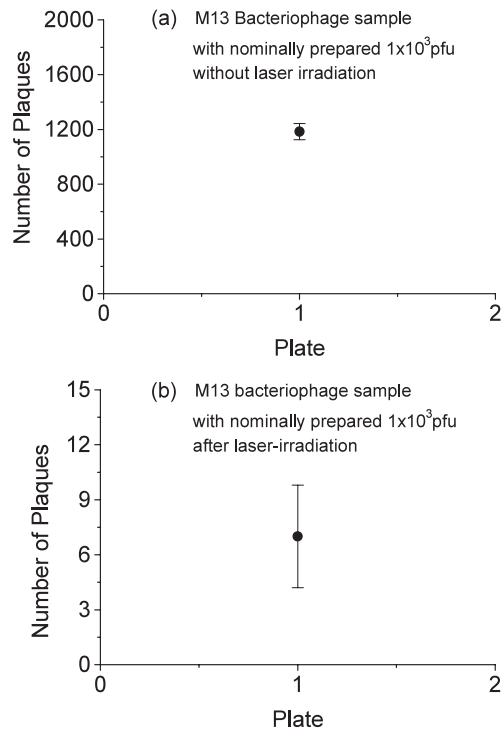 (a) M13 Bacteriophage sample
with nominally prepared 1x10³pfu
without laser irradiation
Number of Plaques
2000
1600
1200
800
400
0
0 1 2
Plate
(b) M13 bacteriophage sample
with nominally prepared 1x10³pfu
after laser-irradiation
Number of Plaques
15
12
9
6
3
0
0 1 2
Plate